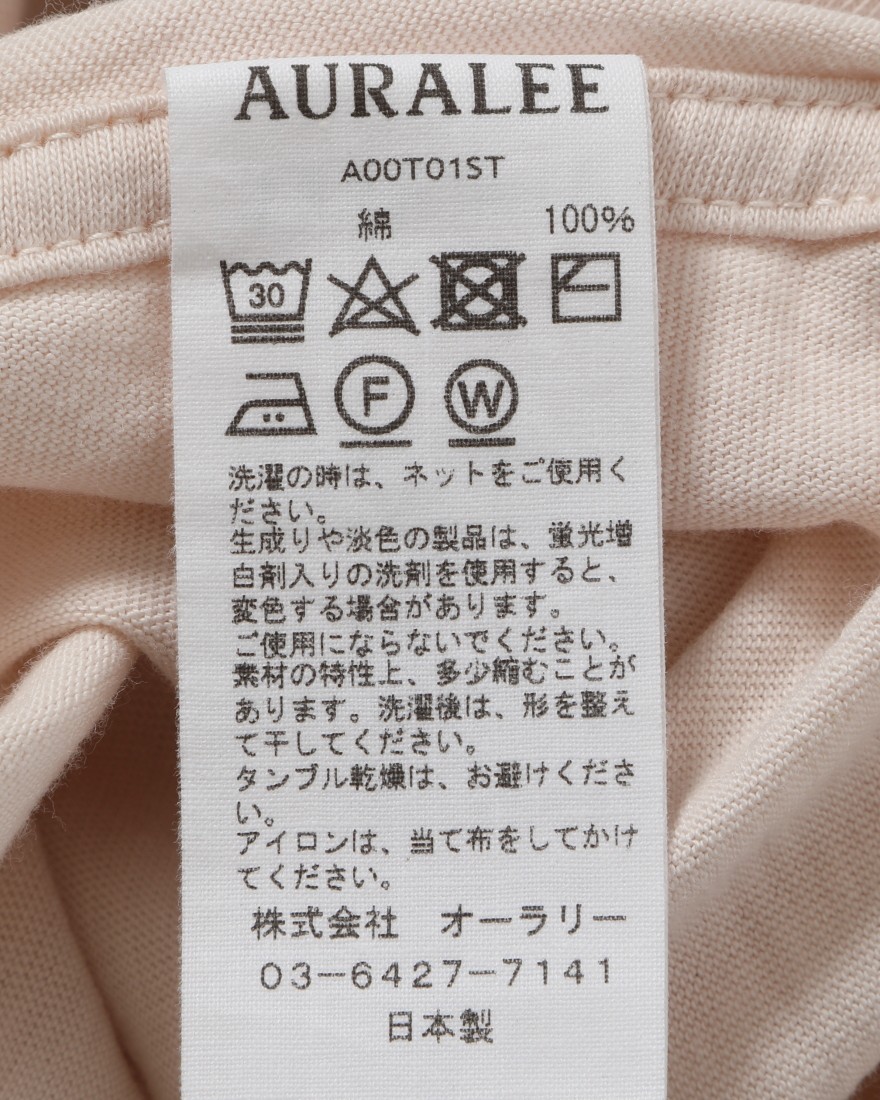 AURALEE
A00T01ST
綿 100%
30
F W
洗濯の時は、ネットをご使用く
ださい。
生成りや淡色の製品は、蛍光増
白剤入りの洗剤を使用すると、
変色する場合があります。
ご使用にならないでください。
素材の特性上、多少縮むことが
あります。洗濯後は、形を整え
て干してください。
タンブル乾燥は、お避けくださ
い。
アイロンは、当て布をしてかけ
てください。
株式会社 オーラリー
03-6427-7141
日本製